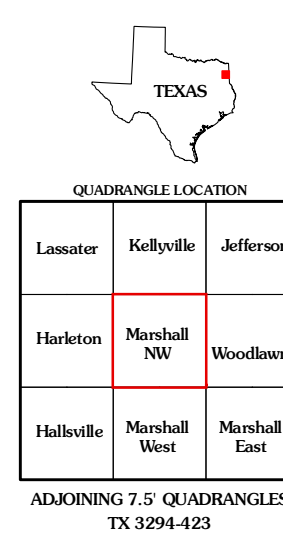 TEXAS
QUADRANGLE LOCATION
Lassater
Kellyville
Jefferson
Harleton
Marshall
NW
Woodlawn
Hallsville
Marshall
West
Marshall
East
ADJOINING 7.5' QUADRANGLES
TX 3294-423